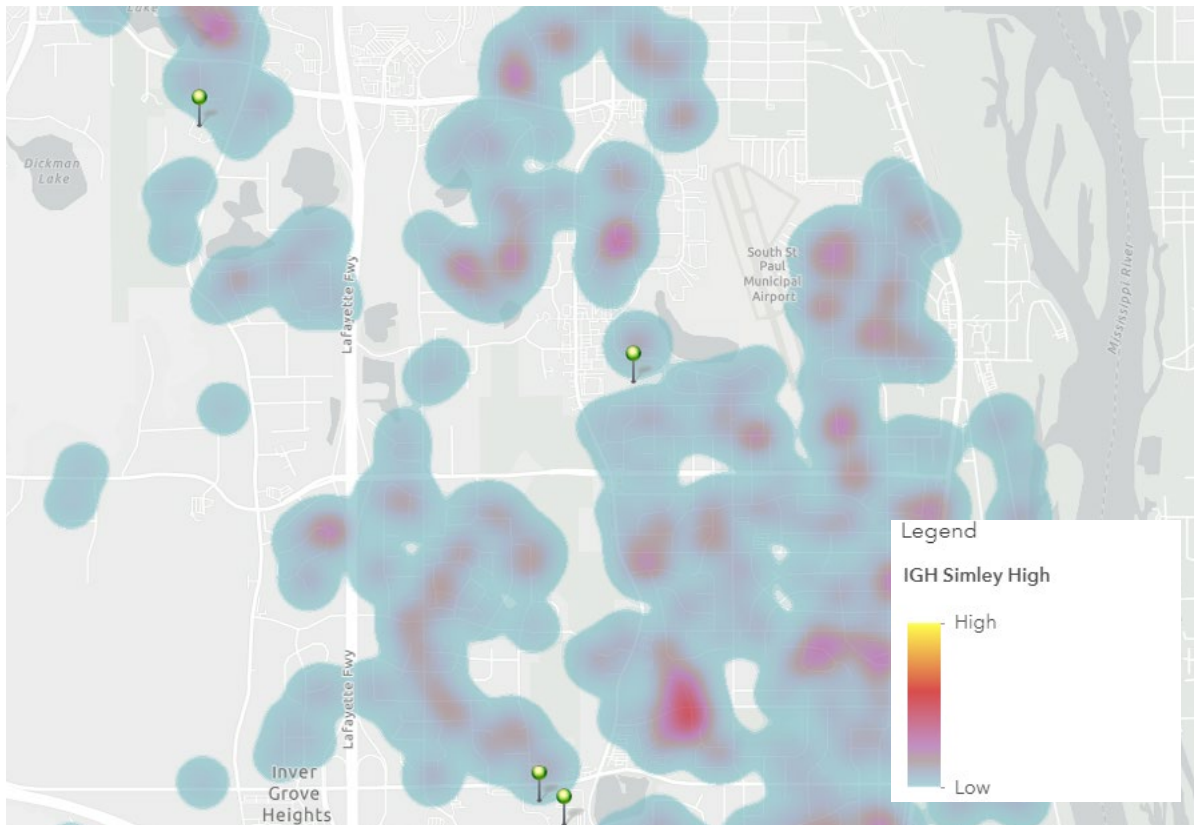 Lake
Dickman
Lake
Lafayette Fwy
South St
Paul
Municipal
Airport
Mississippi River
Legend
IGH Simley High
High
Low
Lafayette Fwy
Inver
Grove
Heights